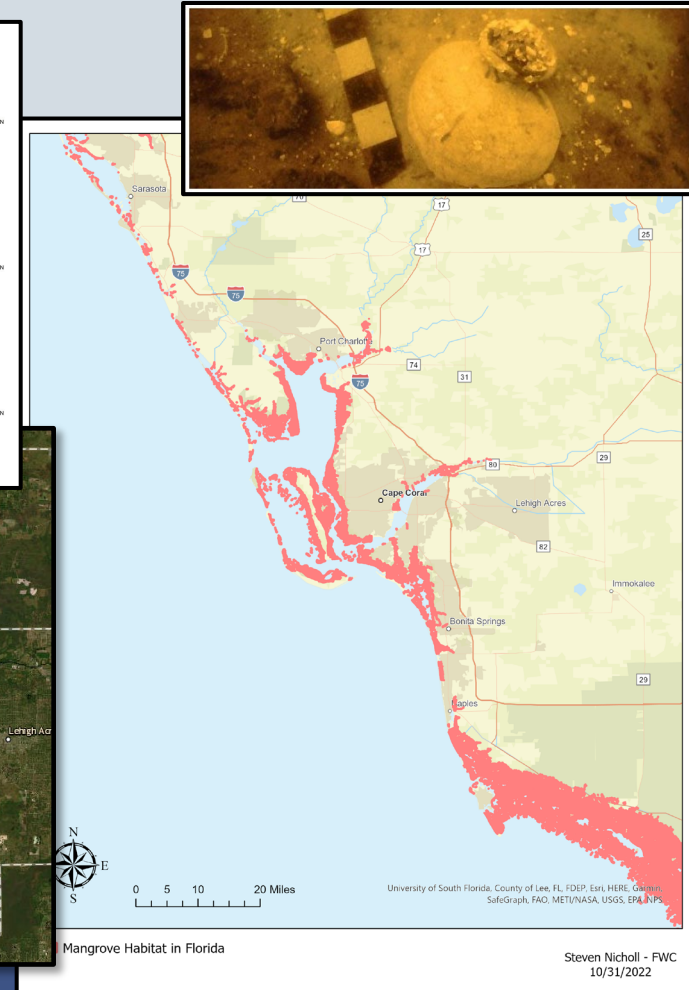 N
N
N
Sarasota
17
25
75
17
75
Port Charlotte
74
75
31
80
29
Cape Coral
Lehigh Acres
82
Immokalee
Bonita Springs
29
Naples
Lehigh Acr
N
E
S
0 5 10 20 Miles
University of South Florida, County of Lee, FL, FDEP, Esri, HERE, Garmin,
SafeGraph, FAO, METI/NASA, USGS, EPA, NPS
Mangrove Habitat in Florida
Steven Nicholl - FWC
10/31/2022